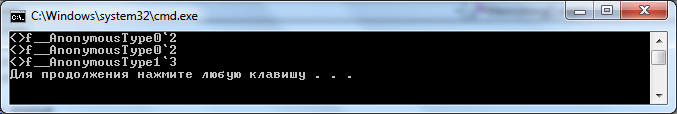 C:\Windows\system32\cmd.exe
<>f__AnonymousType0`2
<>f__AnonymousType0`2
<>f__AnonymousType1`3
Для продолжения нажмите любую клавишу . . .